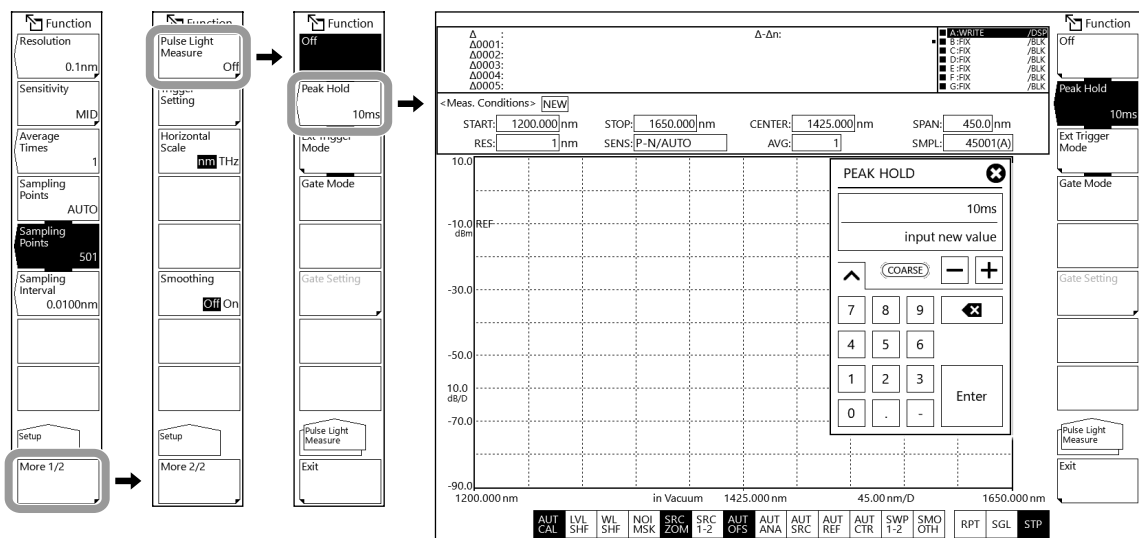 Function
Resolution
0.1nm
Sensitivity
MID
Average
Times
1
Sampling
Points
AUTO
Sampling
Points
501
Sampling
Interval
0.0100nm
Setup
More 1/2
Function
Pulse Light
Measure
Off
Trigger
Setting
Horizontal
Scale
nm THz
Smoothing
Off On
Setup
More 2/2
Function
Off
Peak Hold
10ms
Ext Trigger
Mode
Gate Mode
Gate Setting
Pulse Light
Measure
Exit
Δ :
Δ0001:
Δ0002:
Δ0003:
Δ0004:
Δ0005:
Δ-Δn:
A:WRITE /DSP
B:FIX /BLK
C:FIX /BLK
D:FIX /BLK
E:FIX /BLK
F:FIX /BLK
G:FIX /BLK
<Meas. Conditions> NEW
START: 1200.000 nm STOP: 1650.000 nm CENTER: 1425.000 nm SPAN: 450.0 nm
RES: 1 nm SENS: P-N/AUTO AVG: 1 SMPL: 45001(A)
10.0
-10.0 REF
dBm
-30.0
-50.0
10.0
dB/D
-70.0
-90.0
1200.000 nm in Vacuum 1425.000 nm 45.00 nm/D 1650.000 nm
PEAK HOLD
10ms
input new value
COARSE
7 8 9
4 5 6
1 2 3
Enter
0 . -
AUT CAL
LVL SHF
WL SHF
NOI MSK
SRC ZOM
SRC 1-2
AUT OFS
AUT ANA
AUT SRC
AUT REF
AUT CTR
SWP 1-2
SMO OTH
RPT SGL STP
Function
Off
Peak Hold
10ms
Ext Trigger
Mode
Gate Mode
Gate Setting
Pulse Light
Measure
Exit